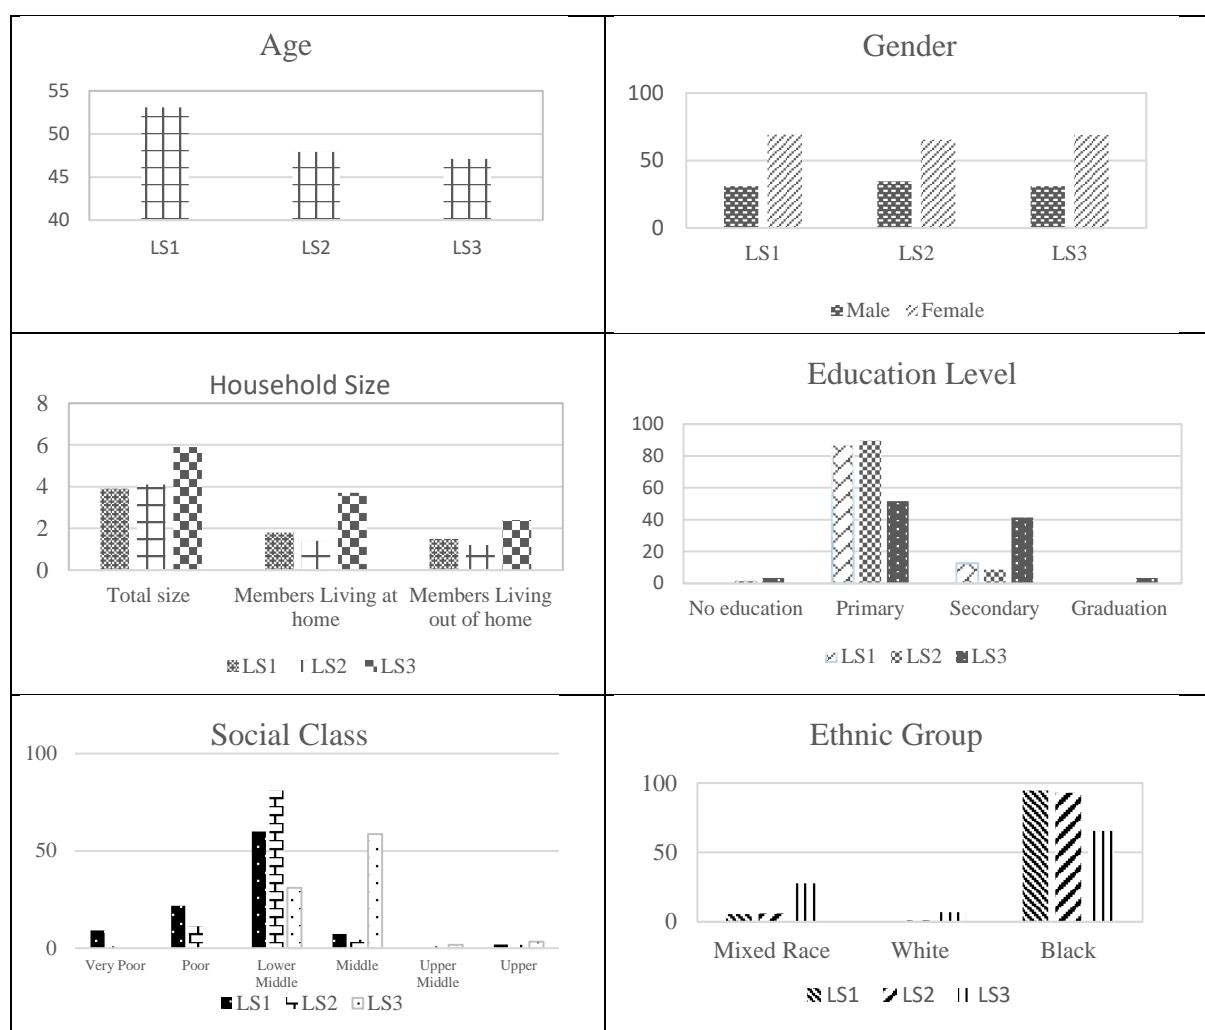 Age
55
50
45
40
LS1 LS2 LS3
Gender
100
50
0
LS1 LS2 LS3
Male Female
Household Size
8
6
4
2
0
Total size Members Living at Members Living
home out of home
LS1 LS2 LS3
Education Level
100
80
60
40
20
0
No education Primary Secondary Graduation
LS1 LS2 LS3
Social Class
100
50
0
Very Poor Poor Lower Middle Upper Upper
Middle Middle
LS1 LS2 LS3
Ethnic Group
100
50
0
Mixed Race White Black
LS1 LS2 LS3